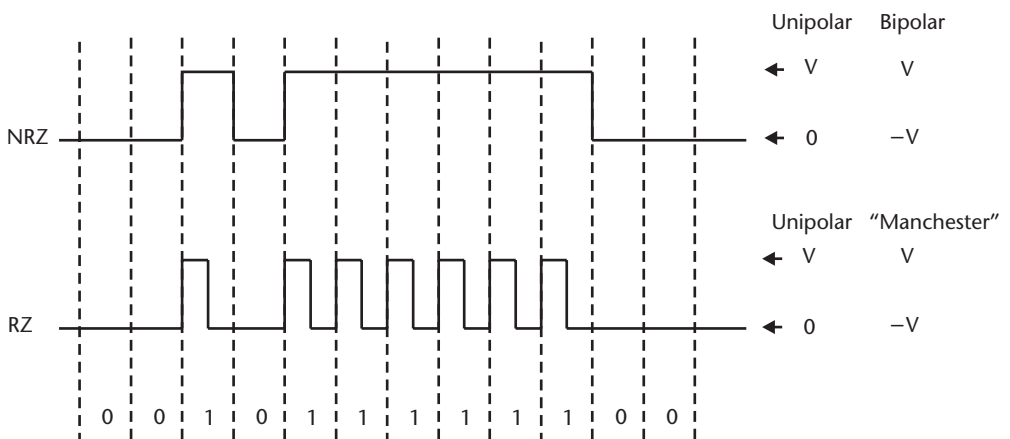 Unipolar Bipolar
V V
NRZ 0 −V
Unipolar “Manchester”
V V
RZ 0 −V
0 0 1 0 1 1 1 1 1 1 0 0